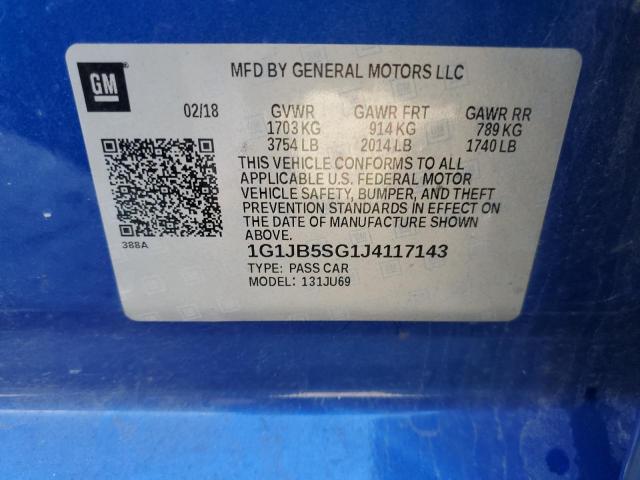 GM
MFD BY GENERAL MOTORS LLC
02/18 GVWR GAWR FRT GAWR RR
1703 KG 914 KG 789 KG
3754 LB 2014 LB 1740 LB
THIS VEHICLE CONFORMS TO ALL
APPLICABLE U.S. FEDERAL MOTOR
VEHICLE SAFETY, BUMPER, AND THEFT
PREVENTION STANDARDS IN EFFECT ON
THE DATE OF MANUFACTURE SHOWN
ABOVE.
388A
1G1JB5SG1J4117143
TYPE: PASS CAR
MODEL: 131JU69